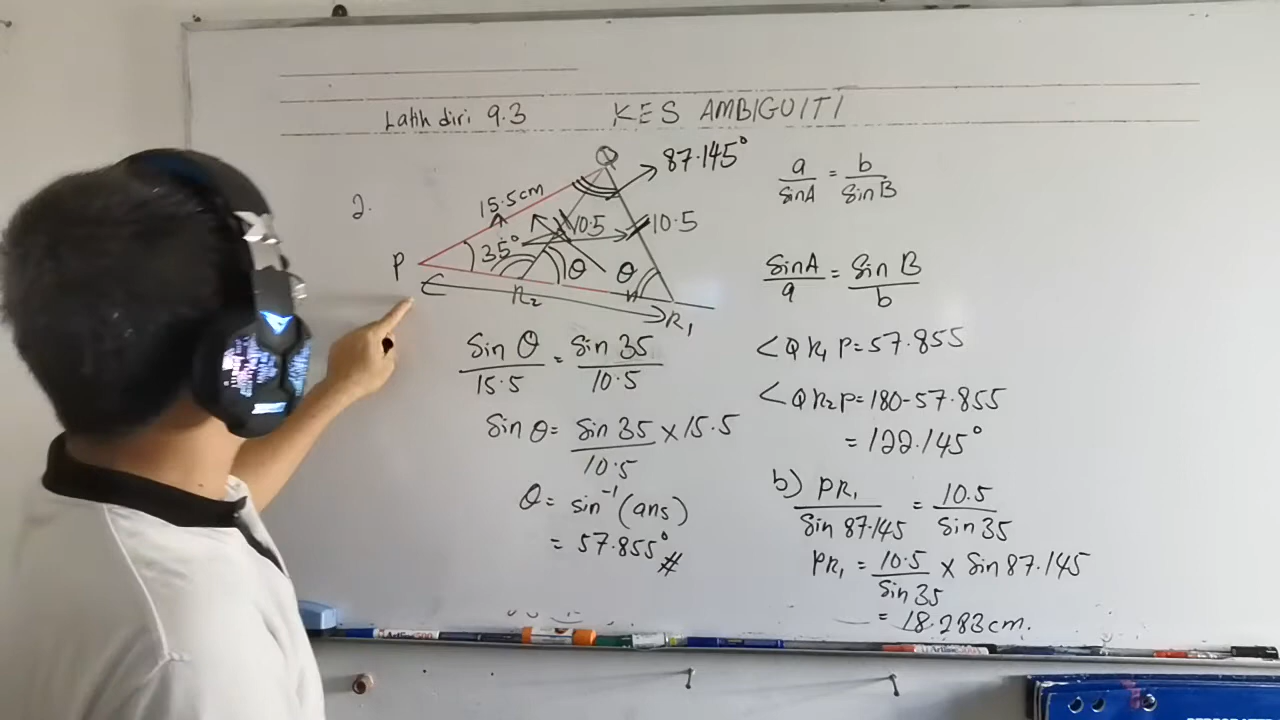 Latih diri 9.3 KES AMBIGUITI
2.
Q
87.145°
15.5cm
10.5
10.5
P
35°
θ
θ
R₂
R₁
a/sinA = b/sinB
SinA/a = Sin B/b
Sin θ/15.5 = Sin 35/10.5
Sin θ = Sin 35/10.5 × 15.5
θ = sin⁻¹ (ans)
= 57.855° #
<QR₁P = 57.855
<QR₂P = 180-57.855
= 122.145°
b) PR₁/Sin 87.145 = 10.5/Sin 35
PR₁ = 10.5/Sin 35 × Sin 87.145
= 18.283cm.